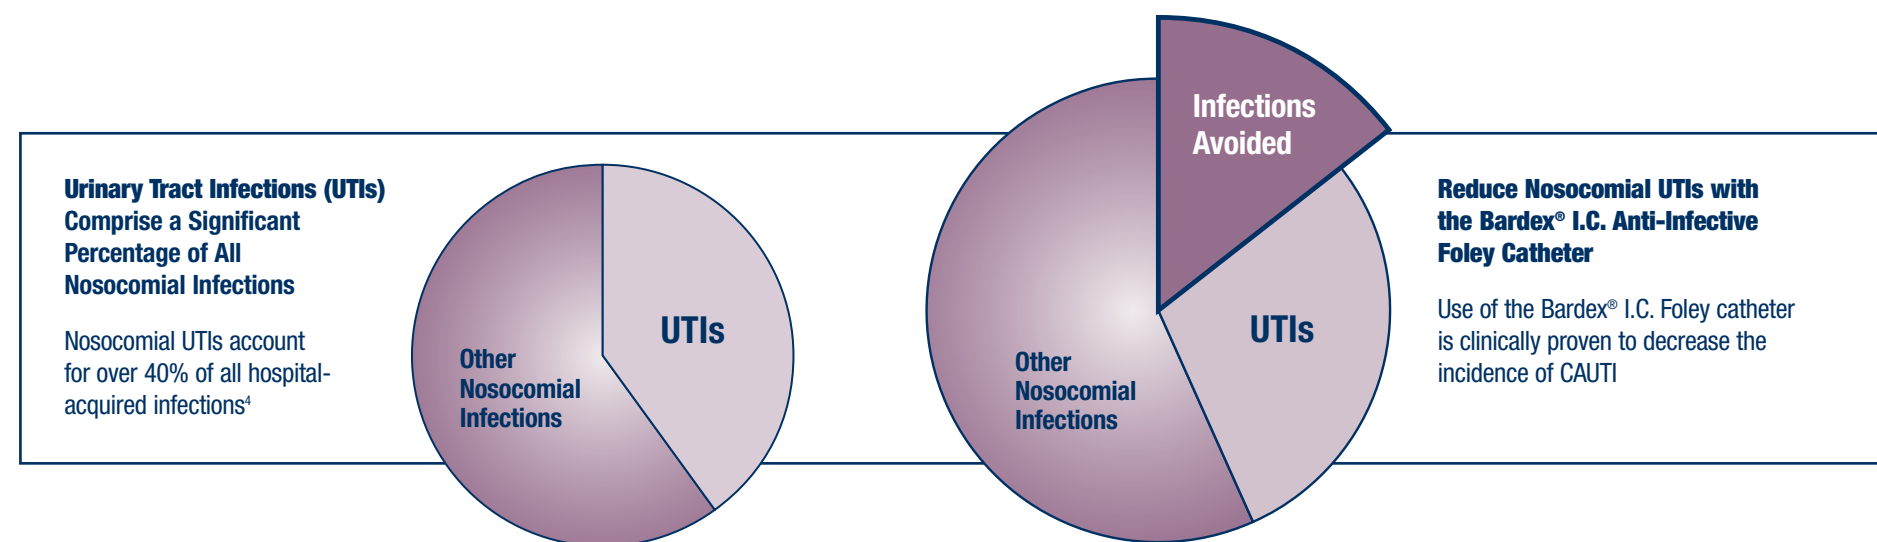 Urinary Tract Infections (UTIs)
Comprise a Significant
Percentage of All
Nosocomial Infections
Nosocomial UTIs account
for over 40% of all hospital-
acquired infections⁴
Other
Nosocomial
Infections
UTIs
Infections
Avoided
Other
Nosocomial
Infections
UTIs
Reduce Nosocomial UTIs with
the Bardex® I.C. Anti-Infective
Foley Catheter
Use of the Bardex® I.C. Foley catheter
is clinically proven to decrease the
incidence of CAUTI